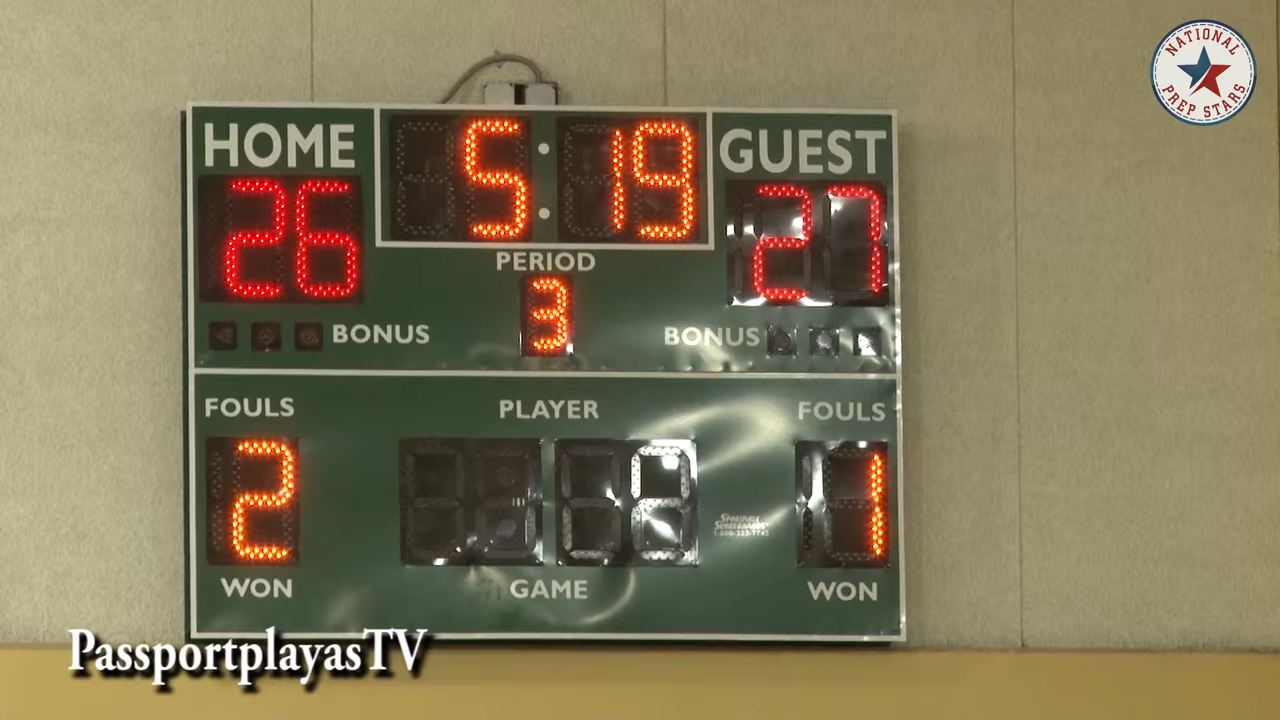 NATIONAL
PREP STARS
HOME
5:19
GUEST
26
27
PERIOD
3
BONUS
BONUS
FOULS
PLAYER
FOULS
2
1
WON
GAME
WON
PassportplayasTV